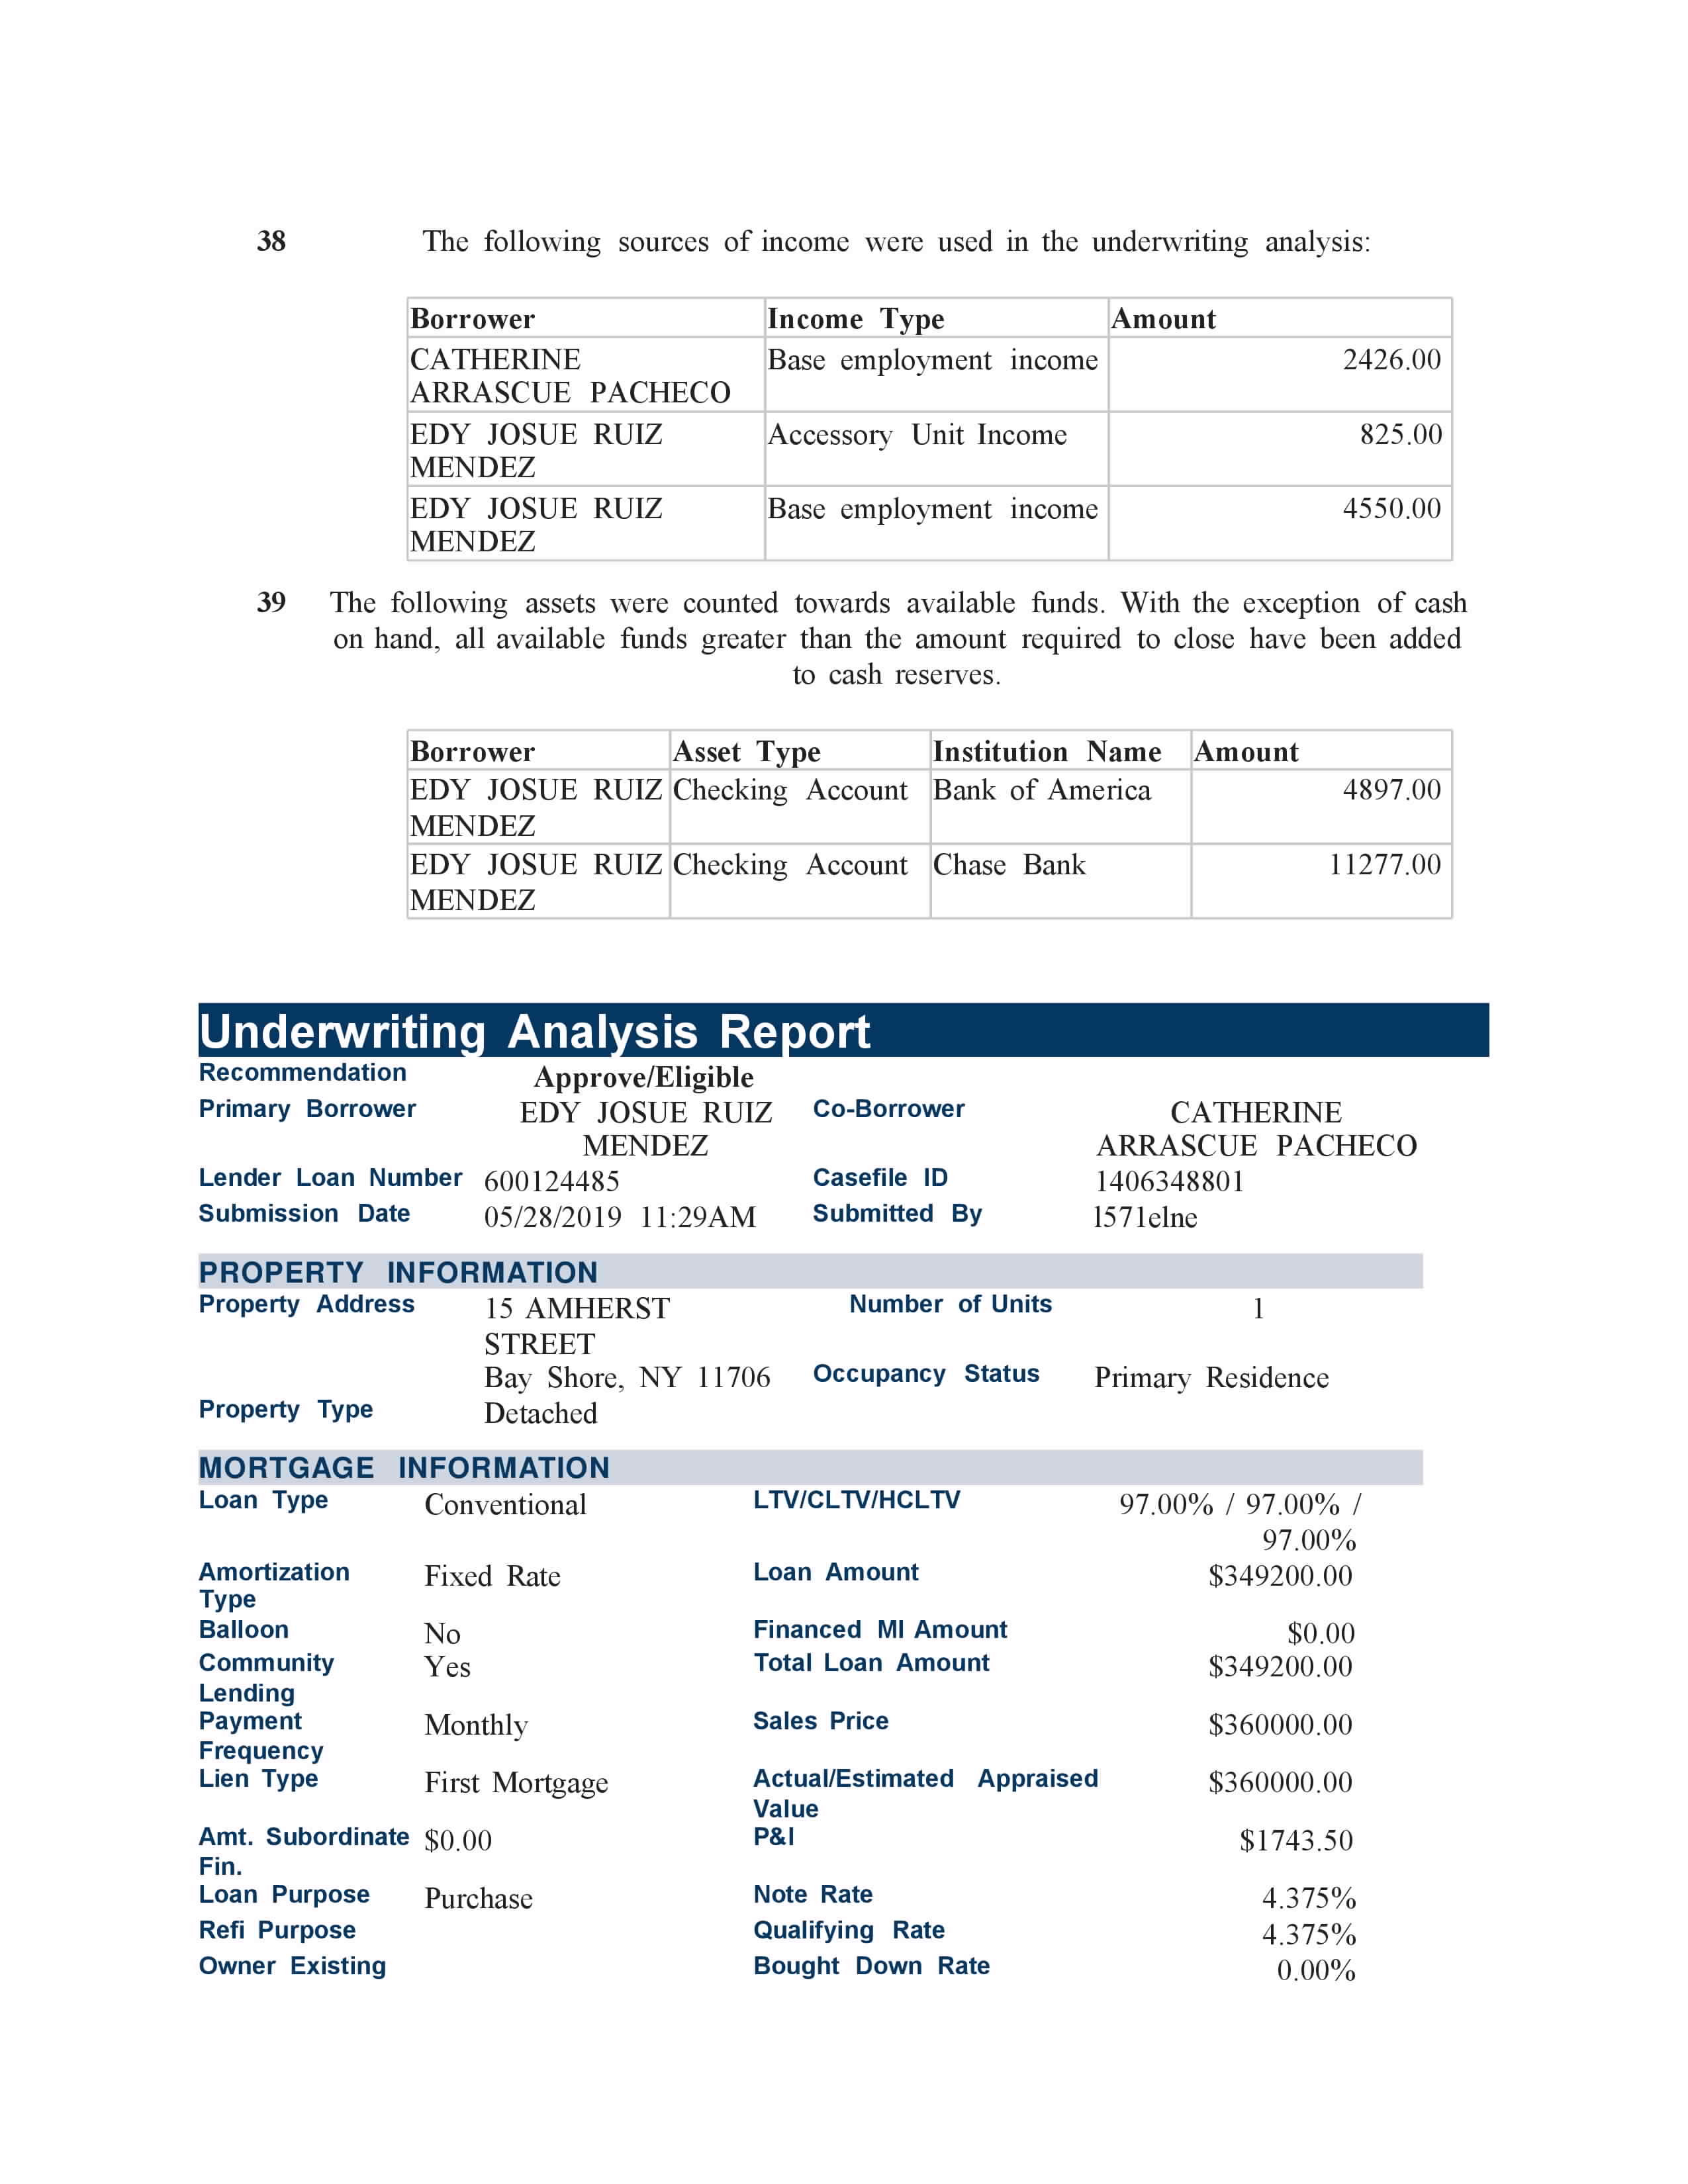 38 The following sources of income were used in the underwriting analysis:
Borrower Income Type Amount
CATHERINE Base employment income 2426.00
ARRASCUE PACHECO
EDY JOSUE RUIZ Accessory Unit Income 825.00
MENDEZ
EDY JOSUE RUIZ Base employment income 4550.00
MENDEZ
39 The following assets were counted towards available funds. With the exception of cash
on hand, all available funds greater than the amount required to close have been added
to cash reserves.
Borrower Asset Type Institution Name Amount
EDY JOSUE RUIZ Checking Account Bank of America 4897.00
MENDEZ
EDY JOSUE RUIZ Checking Account Chase Bank 11277.00
MENDEZ
Underwriting Analysis Report
Recommendation Approve/Eligible
Primary Borrower EDY JOSUE RUIZ Co-Borrower CATHERINE
MENDEZ ARRASCUE PACHECO
Lender Loan Number 600124485 Casefile ID 1406348801
Submission Date 05/28/2019 11:29AM Submitted By l571elne
PROPERTY INFORMATION
Property Address 15 AMHERST Number of Units 1
STREET
Bay Shore, NY 11706 Occupancy Status Primary Residence
Property Type Detached
MORTGAGE INFORMATION
Loan Type Conventional LTV/CLTV/HCLTV 97.00% / 97.00% /
97.00%
Amortization Fixed Rate Loan Amount $349200.00
Type
Balloon No Financed MI Amount $0.00
Community Yes Total Loan Amount $349200.00
Lending
Payment Monthly Sales Price $360000.00
Frequency
Lien Type First Mortgage Actual/Estimated Appraised $360000.00
Value
Amt. Subordinate $0.00 P&I $1743.50
Fin.
Loan Purpose Purchase Note Rate 4.375%
Refi Purpose Qualifying Rate 4.375%
Owner Existing Bought Down Rate 0.00%